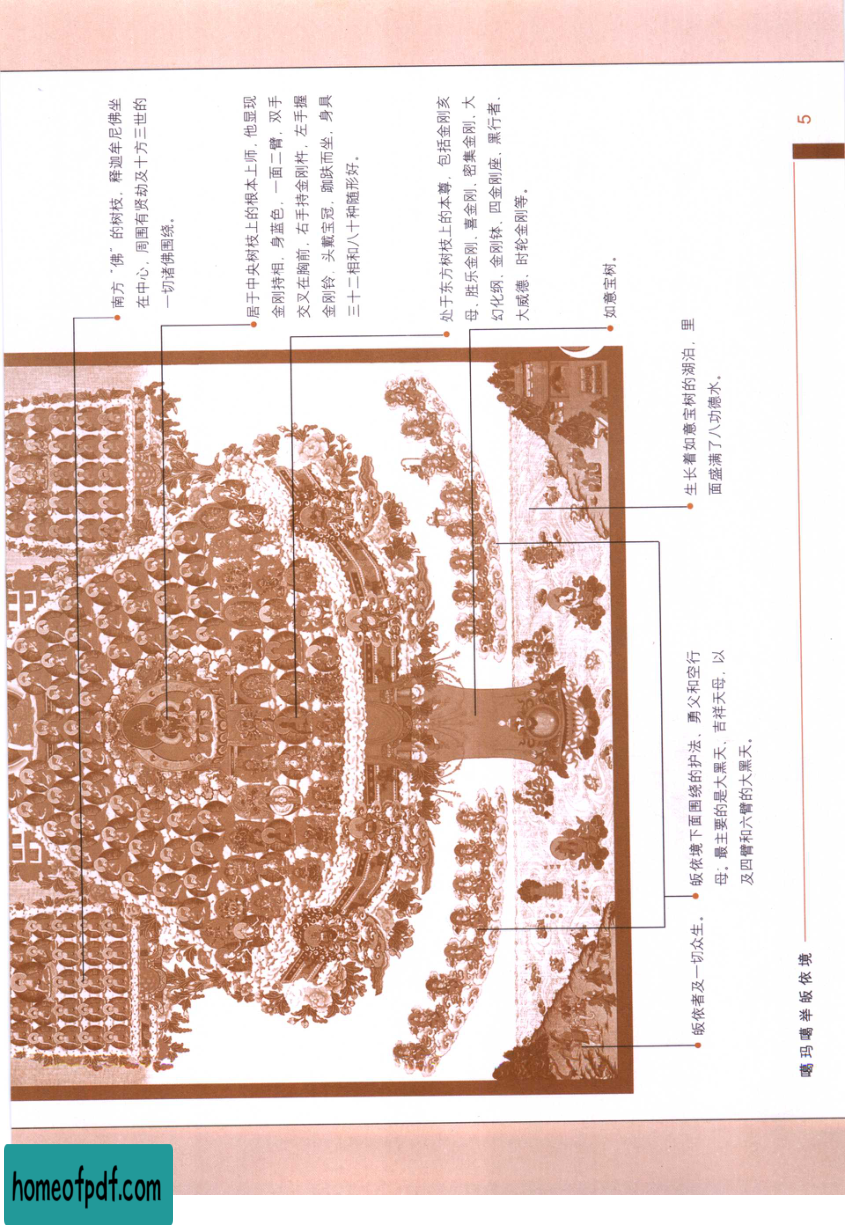 南方“佛”的树枝，释迦牟尼佛坐
在中心，周围有贤劫及十方三世的
一切诸佛围绕。
居于中央树枝上的根本上师，他显现
金刚持相，身蓝色，一面二臂，双手
交叉在胸前，右手持金刚杵，左手握
金刚铃，头戴宝冠，跏趺而坐，身具
三十二相和八十种随形好。
处于东方树枝上的本尊，包括金刚亥
母、胜乐金刚、喜金刚、密集金刚、大
幻化纲、金刚钵、四金刚座、黑行者、
大威德、时轮金刚等。
如意宝树。
生长着如意宝树的湖泊，里
面盛满了八功德水。
皈依境下面围绕的护法、勇父和空行
母。最主要的是大黑天、吉祥天母，以
及四臂和六臂的大黑天。
皈依者及一切众生。
噶玛噶举皈依境
5
homeofpdf.com